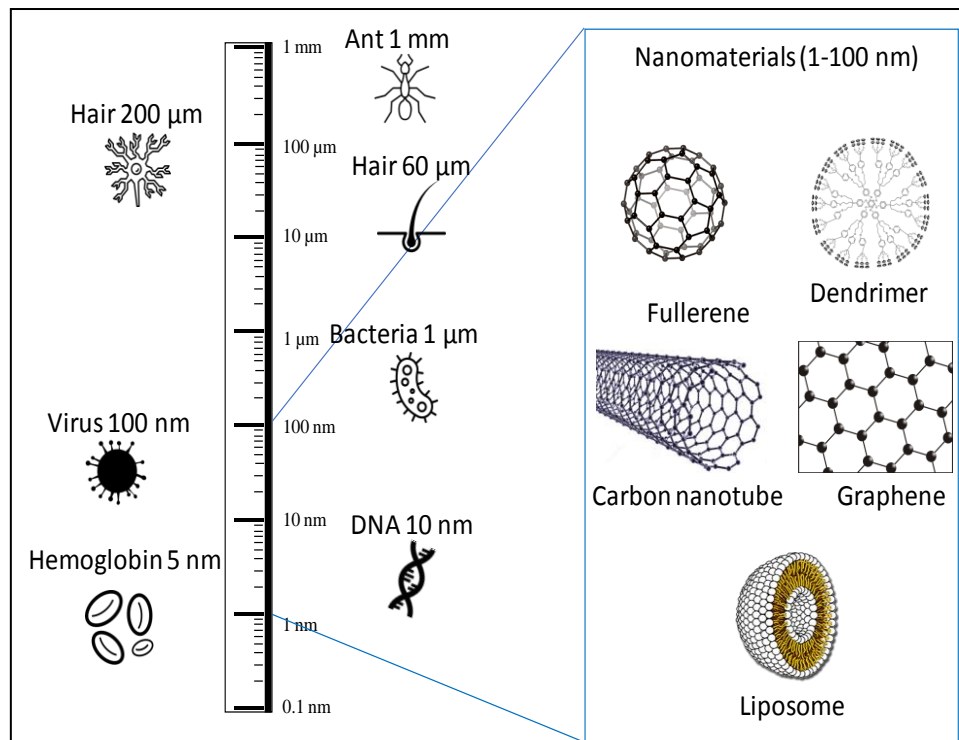 Ant 1 mm
1 mm
Hair 200 µm
100 µm
Hair 60 µm
10 µm
Bacteria 1 µm
1 µm
Virus 100 nm
100 nm
DNA 10 nm
10 nm
Hemoglobin 5 nm
1 nm
0.1 nm
Nanomaterials (1-100 nm)
Fullerene
Dendrimer
Carbon nanotube
Graphene
Liposome